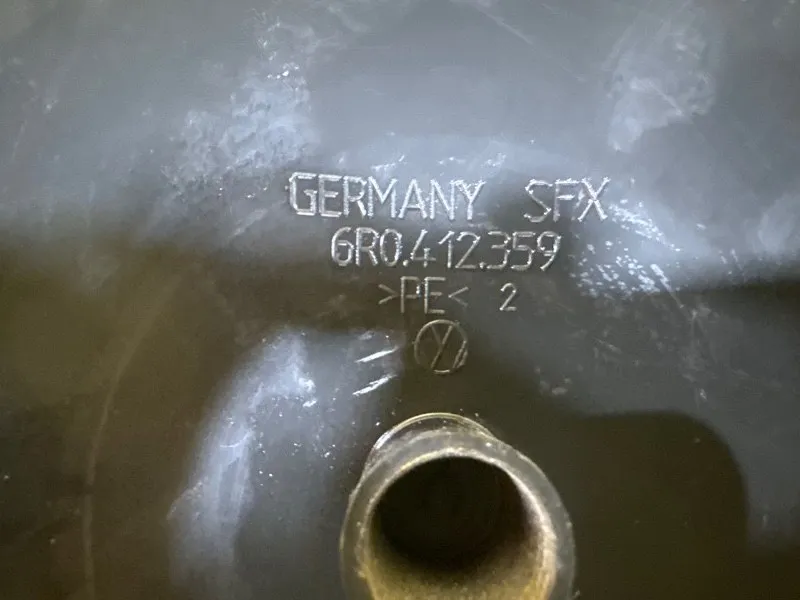 GERMANY SFX
6R0.412.359
>PE< 2